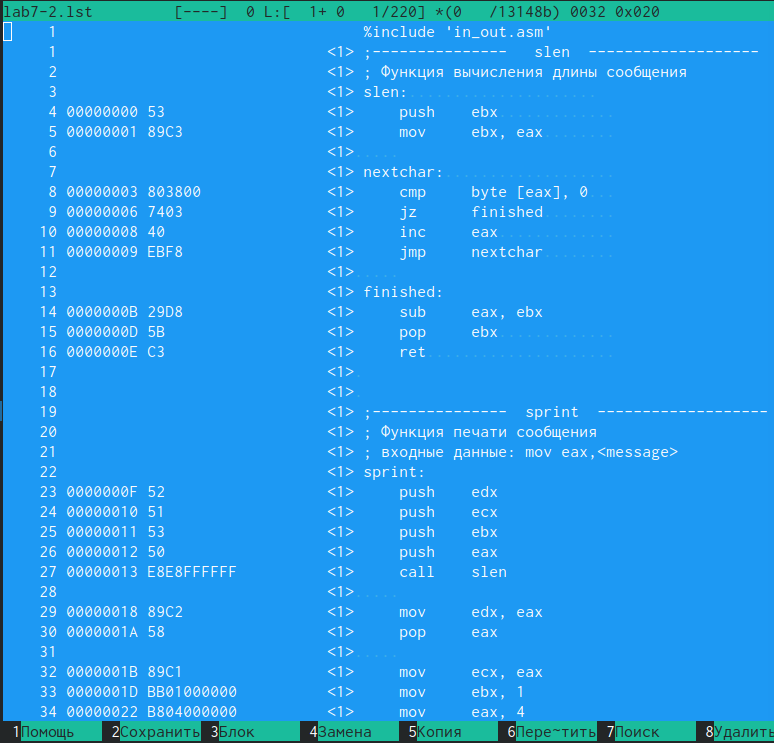 lab7-2.lst [----] 0 L:[ 1+ 0 1/220] *(0 /13148b) 0032 0x020
1 %include 'in_out.asm'
1 <1> ;--------------- slen -------------------
2 <1> ; Функция вычисления длины сообщения
3 <1> slen:
4 00000000 53 <1> push ebx
5 00000001 89C3 <1> mov ebx, eax
6 <1>
7 <1> nextchar:
8 00000003 803800 <1> cmp byte [eax], 0
9 00000006 7403 <1> jz finished
10 00000008 40 <1> inc eax
11 00000009 EBF8 <1> jmp nextchar
12 <1>
13 <1> finished:
14 0000000B 29D8 <1> sub eax, ebx
15 0000000D 5B <1> pop ebx
16 0000000E C3 <1> ret
17 <1>
18 <1>
19 <1> ;--------------- sprint -------------------
20 <1> ; Функция печати сообщения
21 <1> ; входные данные: mov eax,<message>
22 <1> sprint:
23 0000000F 52 <1> push edx
24 00000010 51 <1> push ecx
25 00000011 53 <1> push ebx
26 00000012 50 <1> push eax
27 00000013 E8E8FFFFFF <1> call slen
28 <1>
29 00000018 89C2 <1> mov edx, eax
30 0000001A 58 <1> pop eax
31 <1>
32 0000001B 89C1 <1> mov ecx, eax
33 0000001D BB01000000 <1> mov ebx, 1
34 00000022 B804000000 <1> mov eax, 4
1Помощь 2Сохранить 3Блок 4Замена 5Копия 6Пере~тить 7Поиск 8Удалить